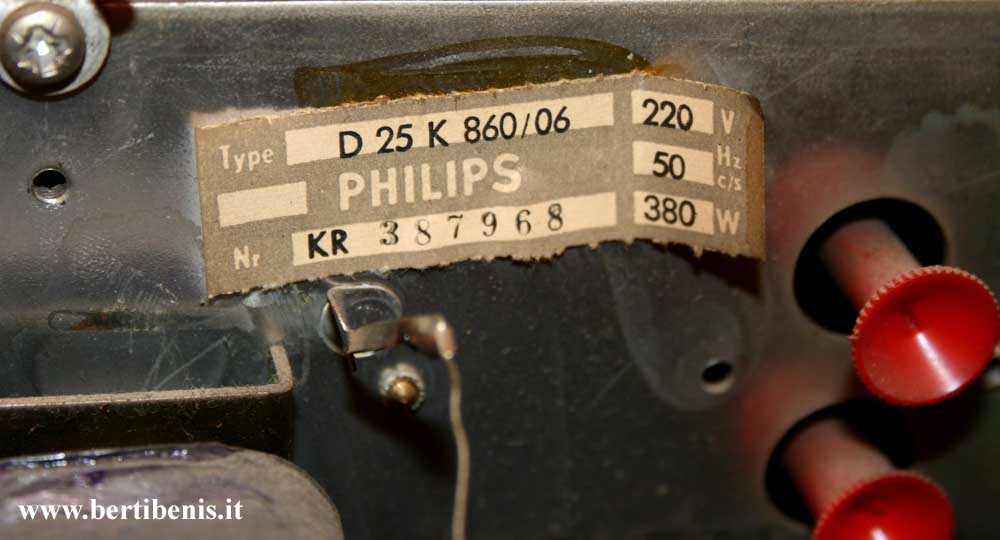 Type D 25 K 860/06 220 V
PHILIPS 50 Hz c/s
Nr KR 387968 380 W
www.bertibenis.it